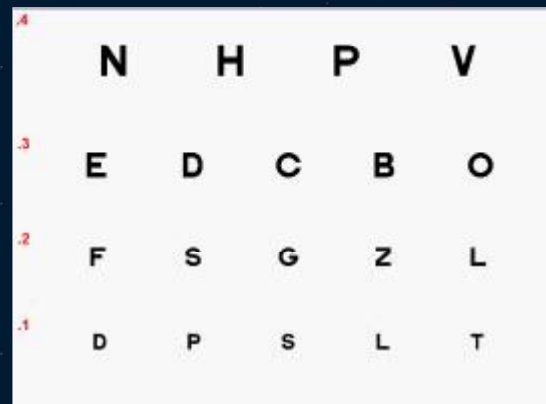 .4
N H P V
.3
E D C B O
.2
F S G Z L
.1
D P S L T